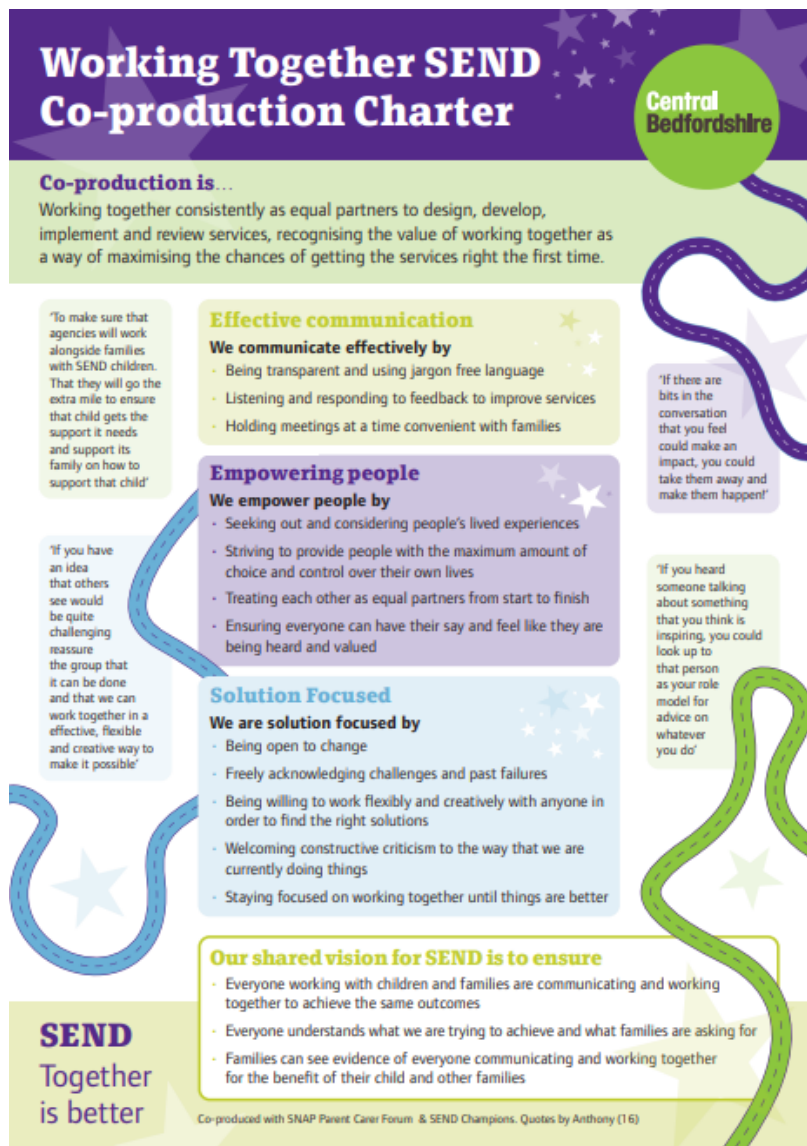 Working Together SEND
Co-production Charter
Central
Bedfordshire
Co-production is...
Working together consistently as equal partners to design, develop,
implement and review services, recognising the value of working together as
a way of maximising the chances of getting the services right the first time.
'To make sure that
agencies will work
alongside families
with SEND children.
That they will go the
extra mile to ensure
that child gets the
support it needs
and support its
family on how to
support that child'
'If you have
an idea
that others
see would
be quite
challenging
reassure
the group that
it can be done
and that we can
work together in a
effective, flexible
and creative way to
make it possible'
Effective communication
We communicate effectively by
· Being transparent and using jargon free language
· Listening and responding to feedback to improve services
· Holding meetings at a time convenient with families
Empowering people
We empower people by
· Seeking out and considering people's lived experiences
· Striving to provide people with the maximum amount of
choice and control over their own lives
· Treating each other as equal partners from start to finish
· Ensuring everyone can have their say and feel like they are
being heard and valued
Solution Focused
We are solution focused by
· Being open to change
· Freely acknowledging challenges and past failures
· Being willing to work flexibly and creatively with anyone in
order to find the right solutions
· Welcoming constructive criticism to the way that we are
currently doing things
· Staying focused on working together until things are better
'If there are
bits in the
conversation
that you feel
could make an
impact, you could
take them away and
make them happen!'
'If you heard
someone talking
about something
that you think is
inspiring, you could
look up to
that person
as your role
model for
advice on
whatever
you do'
Our shared vision for SEND is to ensure
· Everyone working with children and families are communicating and working
together to achieve the same outcomes
· Everyone understands what we are trying to achieve and what families are asking for
· Families can see evidence of everyone communicating and working together
for the benefit of their child and other families
SEND
Together
is better
Co-produced with SNAP Parent Carer Forum & SEND Champions. Quotes by Anthony (16)